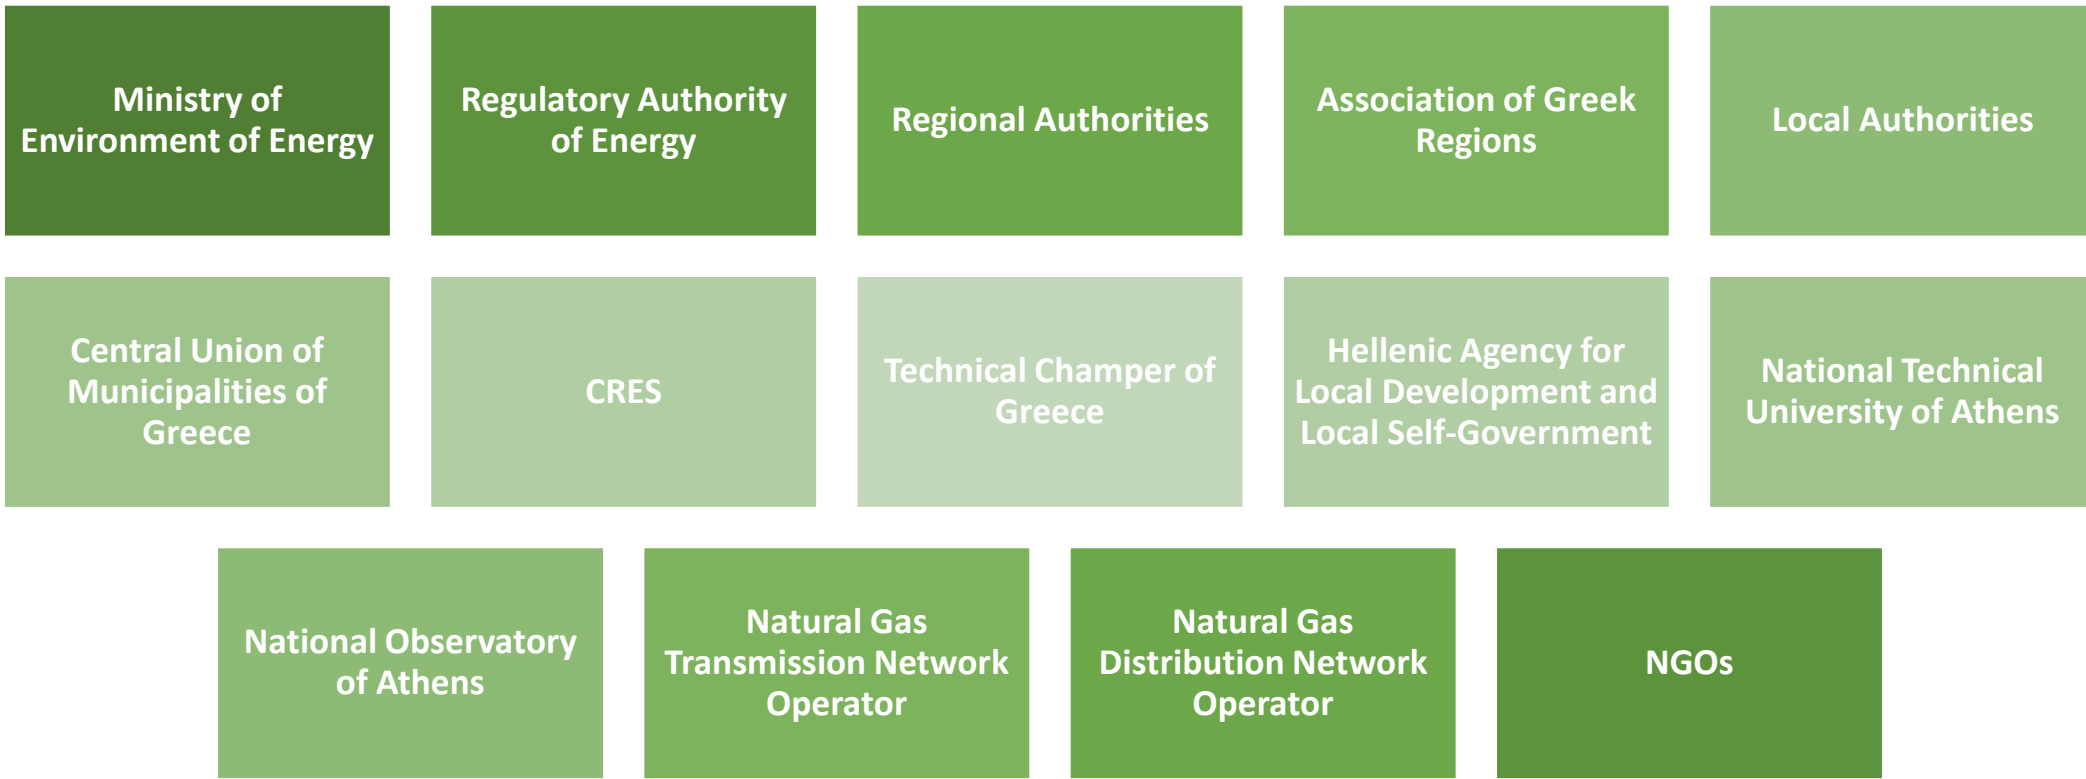 Ministry of
Environment of Energy
Regulatory Authority
of Energy
Regional Authorities
Association of Greek
Regions
Local Authorities
Central Union of
Municipalities of
Greece
CRES
Technical Champer of
Greece
Hellenic Agency for
Local Development and
Local Self-Government
National Technical
University of Athens
National Observatory
of Athens
Natural Gas
Transmission Network
Operator
Natural Gas
Distribution Network
Operator
NGOs